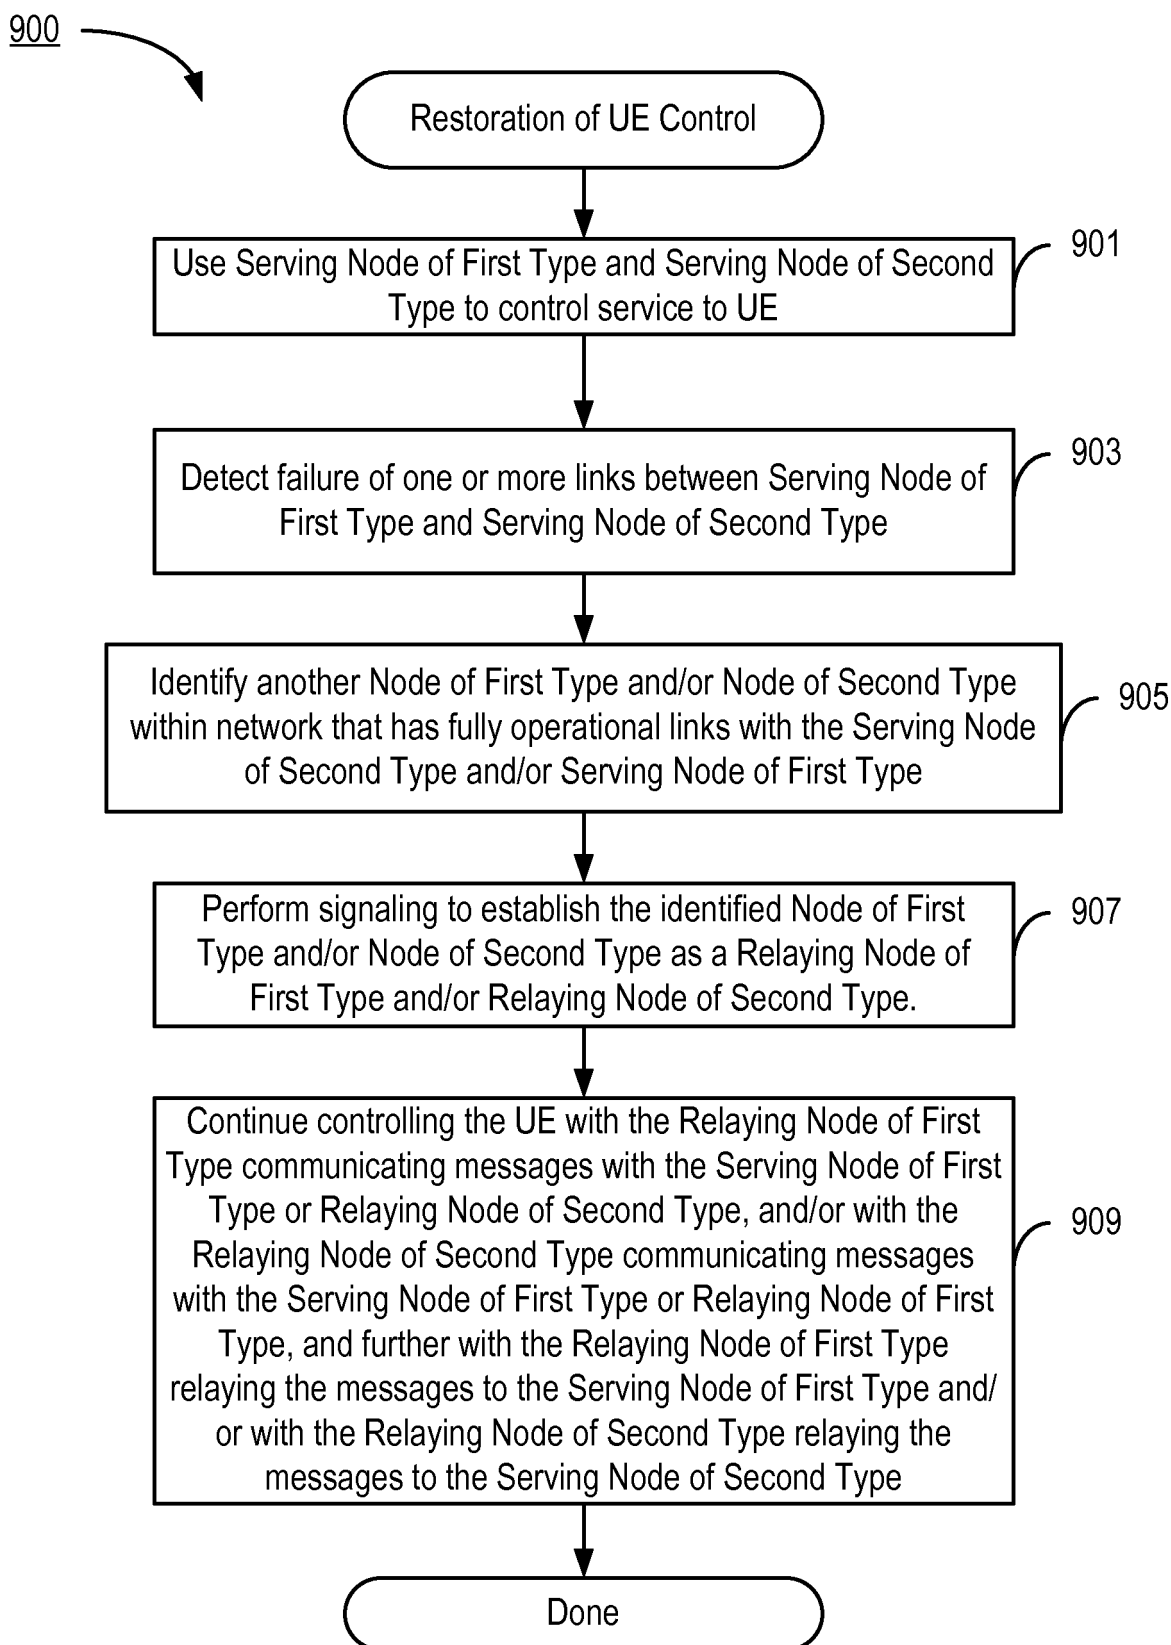 900
Restoration of UE Control
Use Serving Node of First Type and Serving Node of Second
Type to control service to UE
901
Detect failure of one or more links between Serving Node of
First Type and Serving Node of Second Type
903
Identify another Node of First Type and/or Node of Second Type
within network that has fully operational links with the Serving Node
of Second Type and/or Serving Node of First Type
905
Perform signaling to establish the identified Node of First
Type and/or Node of Second Type as a Relaying Node of
First Type and/or Relaying Node of Second Type.
907
Continue controlling the UE with the Relaying Node of First
Type communicating messages with the Serving Node of First
Type or Relaying Node of Second Type, and/or with the
Relaying Node of Second Type communicating messages
with the Serving Node of First Type or Relaying Node of First
Type, and further with the Relaying Node of First Type
relaying the messages to the Serving Node of First Type and/
or with the Relaying Node of Second Type relaying the
messages to the Serving Node of Second Type
909
Done